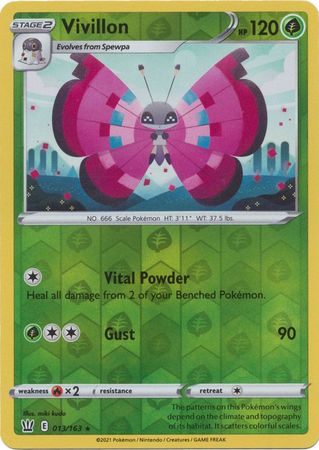 STAGE 2 Vivillon HP 120
Evolves from Spewpa
NO. 666 Scale Pokémon HT: 3'11" WT: 37.5 lbs.
Vital Powder
Heal all damage from 2 of your Benched Pokémon.
Gust 90
weakness ×2 resistance retreat
Illus. miki kudo
E 013/163 ★
The patterns on this Pokémon's wings
depend on the climate and topography
of its habitat. It scatters colorful scales.
©2021 Pokémon / Nintendo / Creatures / GAME FREAK